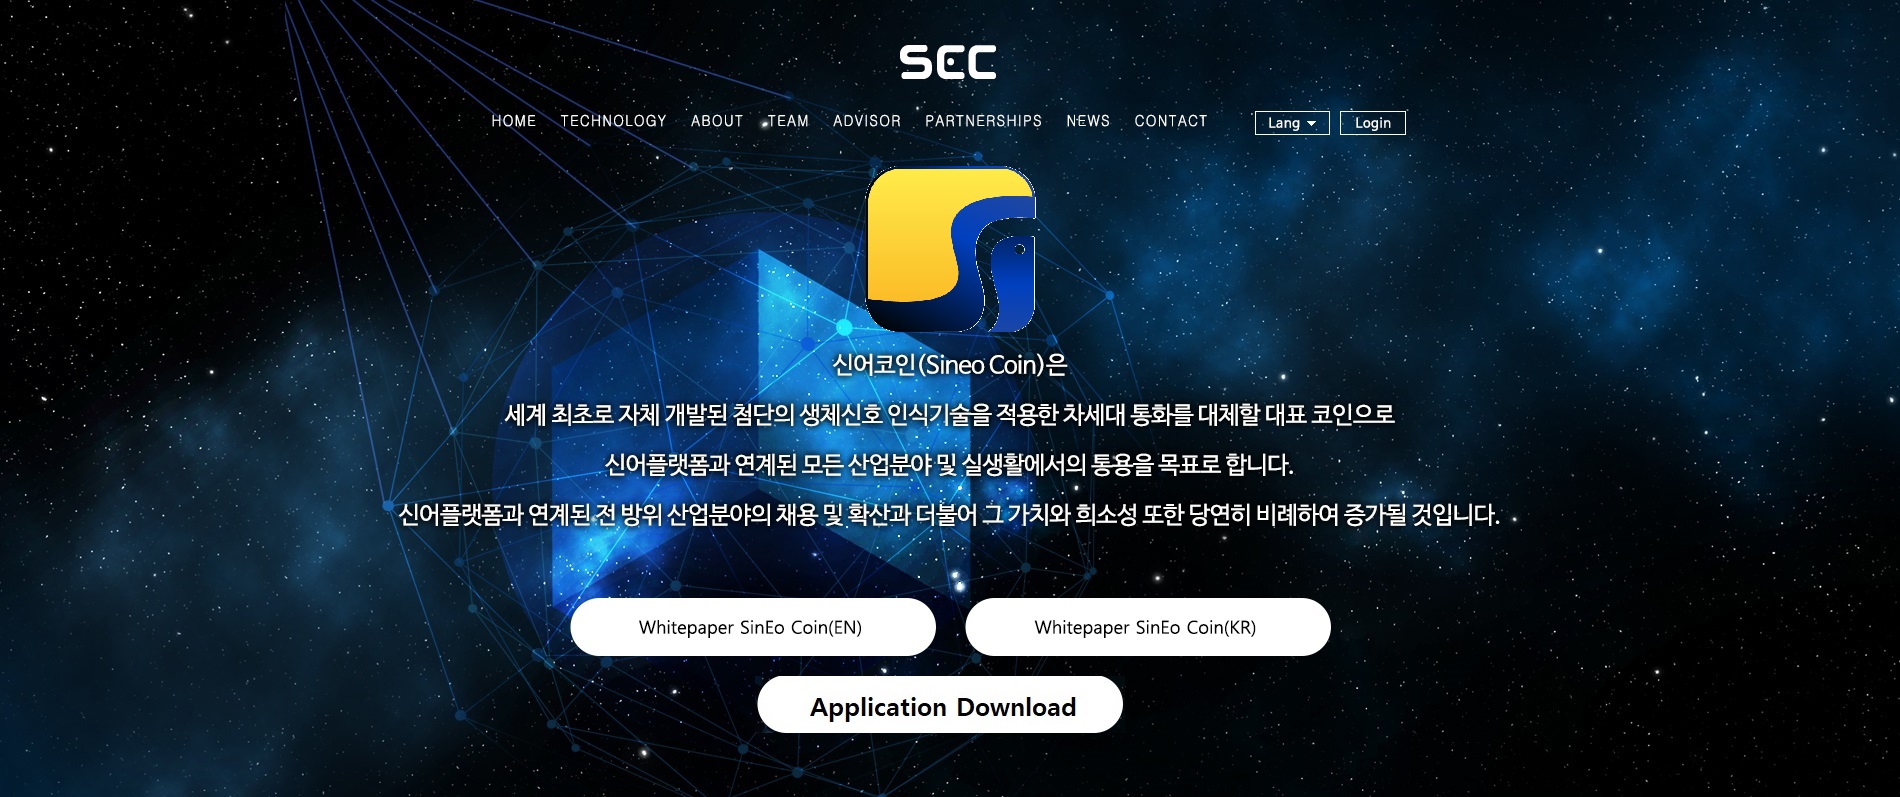 SEC
HOME TECHNOLOGY ABOUT TEAM ADVISOR PARTNERSHIPS NEWS CONTACT Lang Login
신어코인(Sineo Coin)은
세계 최초로 자체 개발된 첨단의 생체신호 인식기술을 적용한 차세대 통화를 대체할 대표 코인으로
신어플랫폼과 연계된 모든 산업분야 및 실생활에서의 통용을 목표로 합니다.
신어플랫폼과 연계된 전 방위 산업분야의 채용 및 확산과 더불어 그 가치와 희소성 또한 당연히 비례하여 증가될 것입니다.
Whitepaper SinEo Coin(EN) Whitepaper SinEo Coin(KR)
Application Download